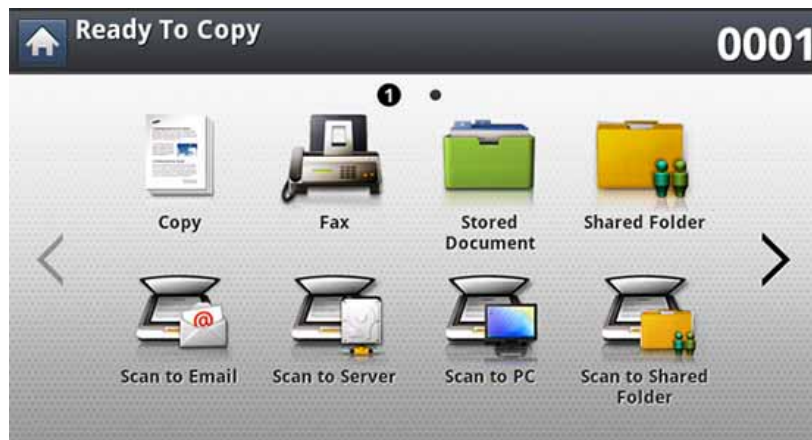 Ready To Copy
0001
1
Copy
Fax
Stored
Document
Shared Folder
Scan to Email
Scan to Server
Scan to PC
Scan to Shared
Folder
@